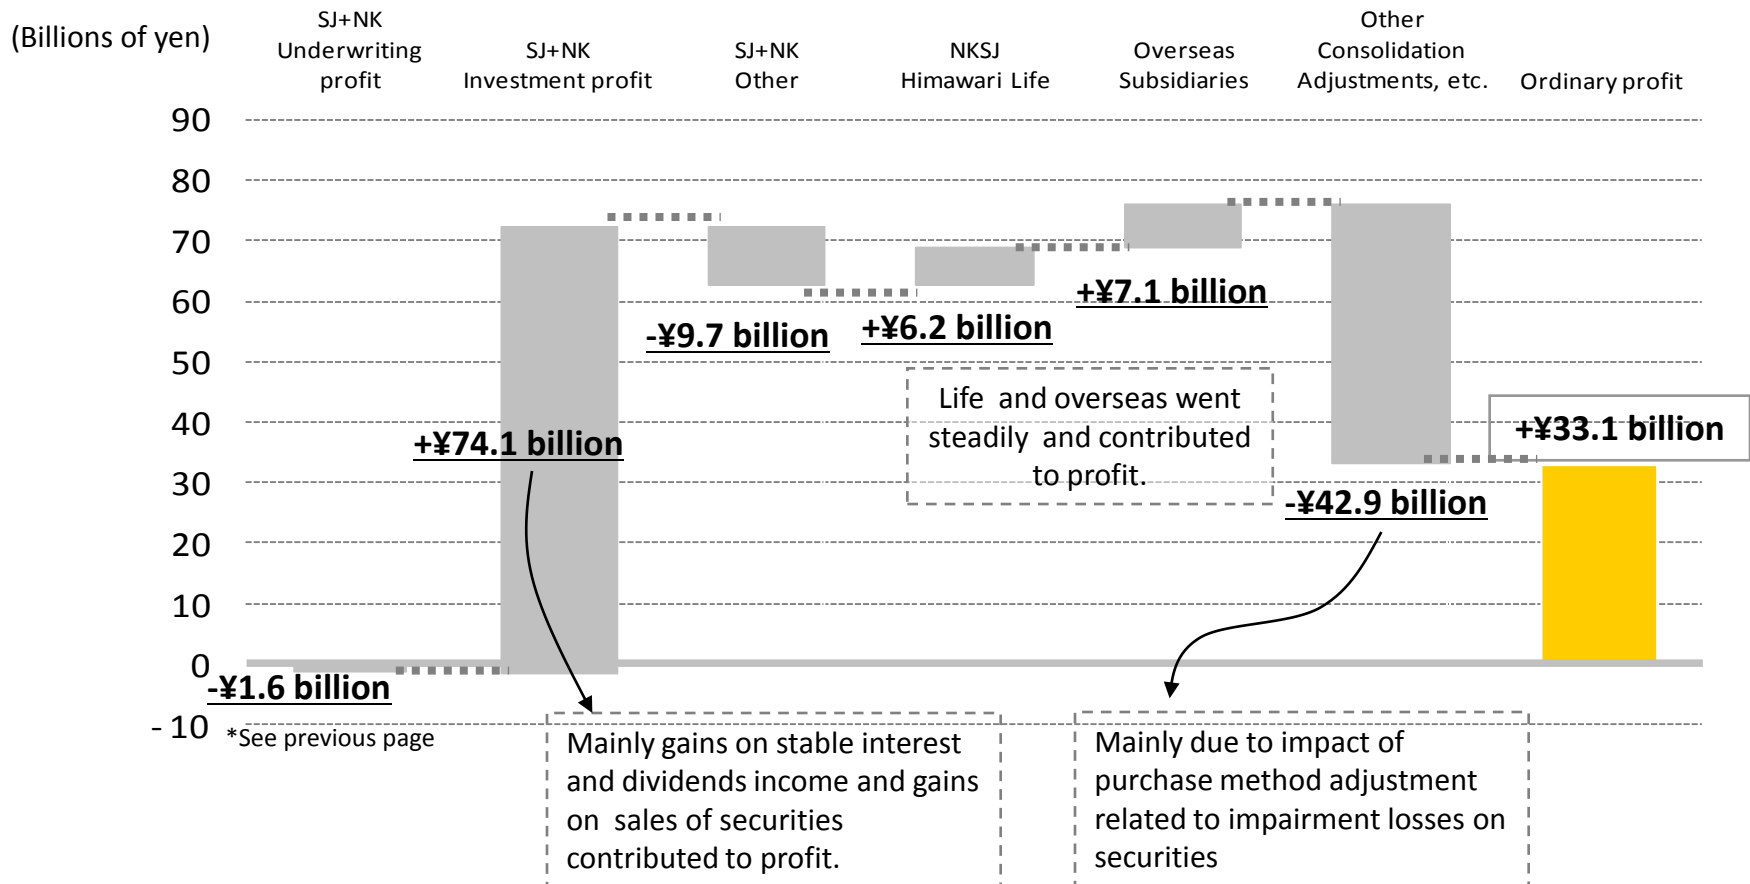 (Billions of yen)
SJ+NK
Underwriting
profit
SJ+NK
Investment profit
SJ+NK
Other
NKSJ
Himawari Life
Overseas
Subsidiaries
Other
Consolidation
Adjustments, etc.
Ordinary profit
90
80
70
60
50
40
30
20
10
0
- 10
-¥1.6 billion
*See previous page
+¥74.1 billion
-¥9.7 billion
+¥6.2 billion
+¥7.1 billion
-¥42.9 billion
+¥33.1 billion
Life and overseas went
steadily and contributed
to profit.
Mainly gains on stable interest
and dividends income and gains
on sales of securities
contributed to profit.
Mainly due to impact of
purchase method adjustment
related to impairment losses on
securities